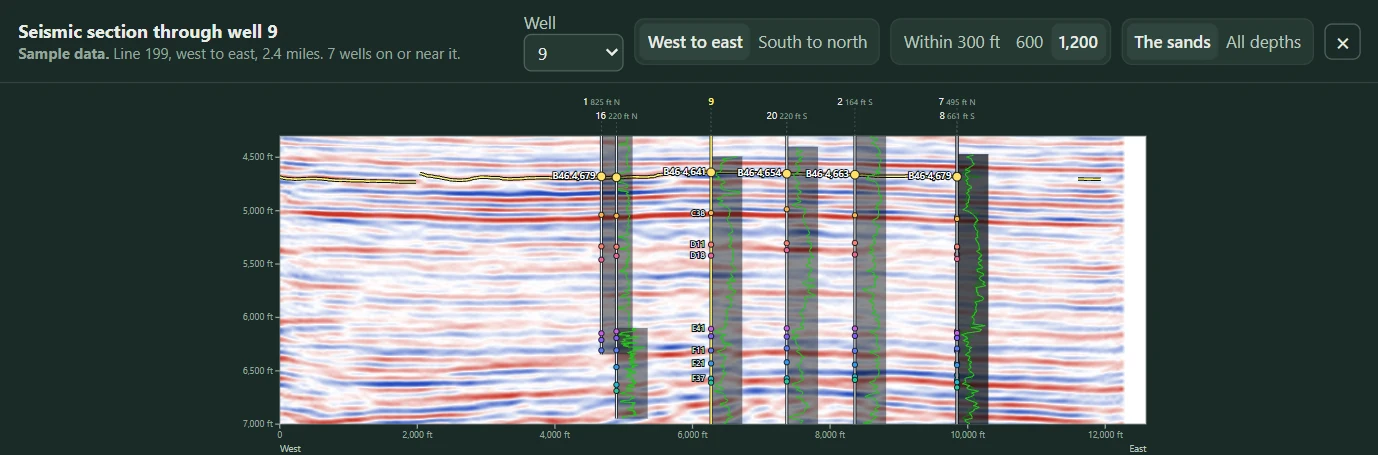 Seismic section through well 9
Sample data. Line 199, west to east, 2.4 miles. 7 wells on or near it.
Well
9
West to east South to north
Within 300 ft 600 1,200
The sands All depths
×
1 825 ft N
16 220 ft N
9
20 220 ft S
2 164 ft S
7 495 ft N
8 661 ft S
4,500 ft
5,000 ft
5,500 ft
6,000 ft
6,500 ft
7,000 ft
B46-4,679
B46-4,641
B46-4,654
B46-4,663
B46-4,679
C38
D11
D18
E41
F11
F21
F37
0 2,000 ft 4,000 ft 6,000 ft 8,000 ft 10,000 ft 12,000 ft
West East